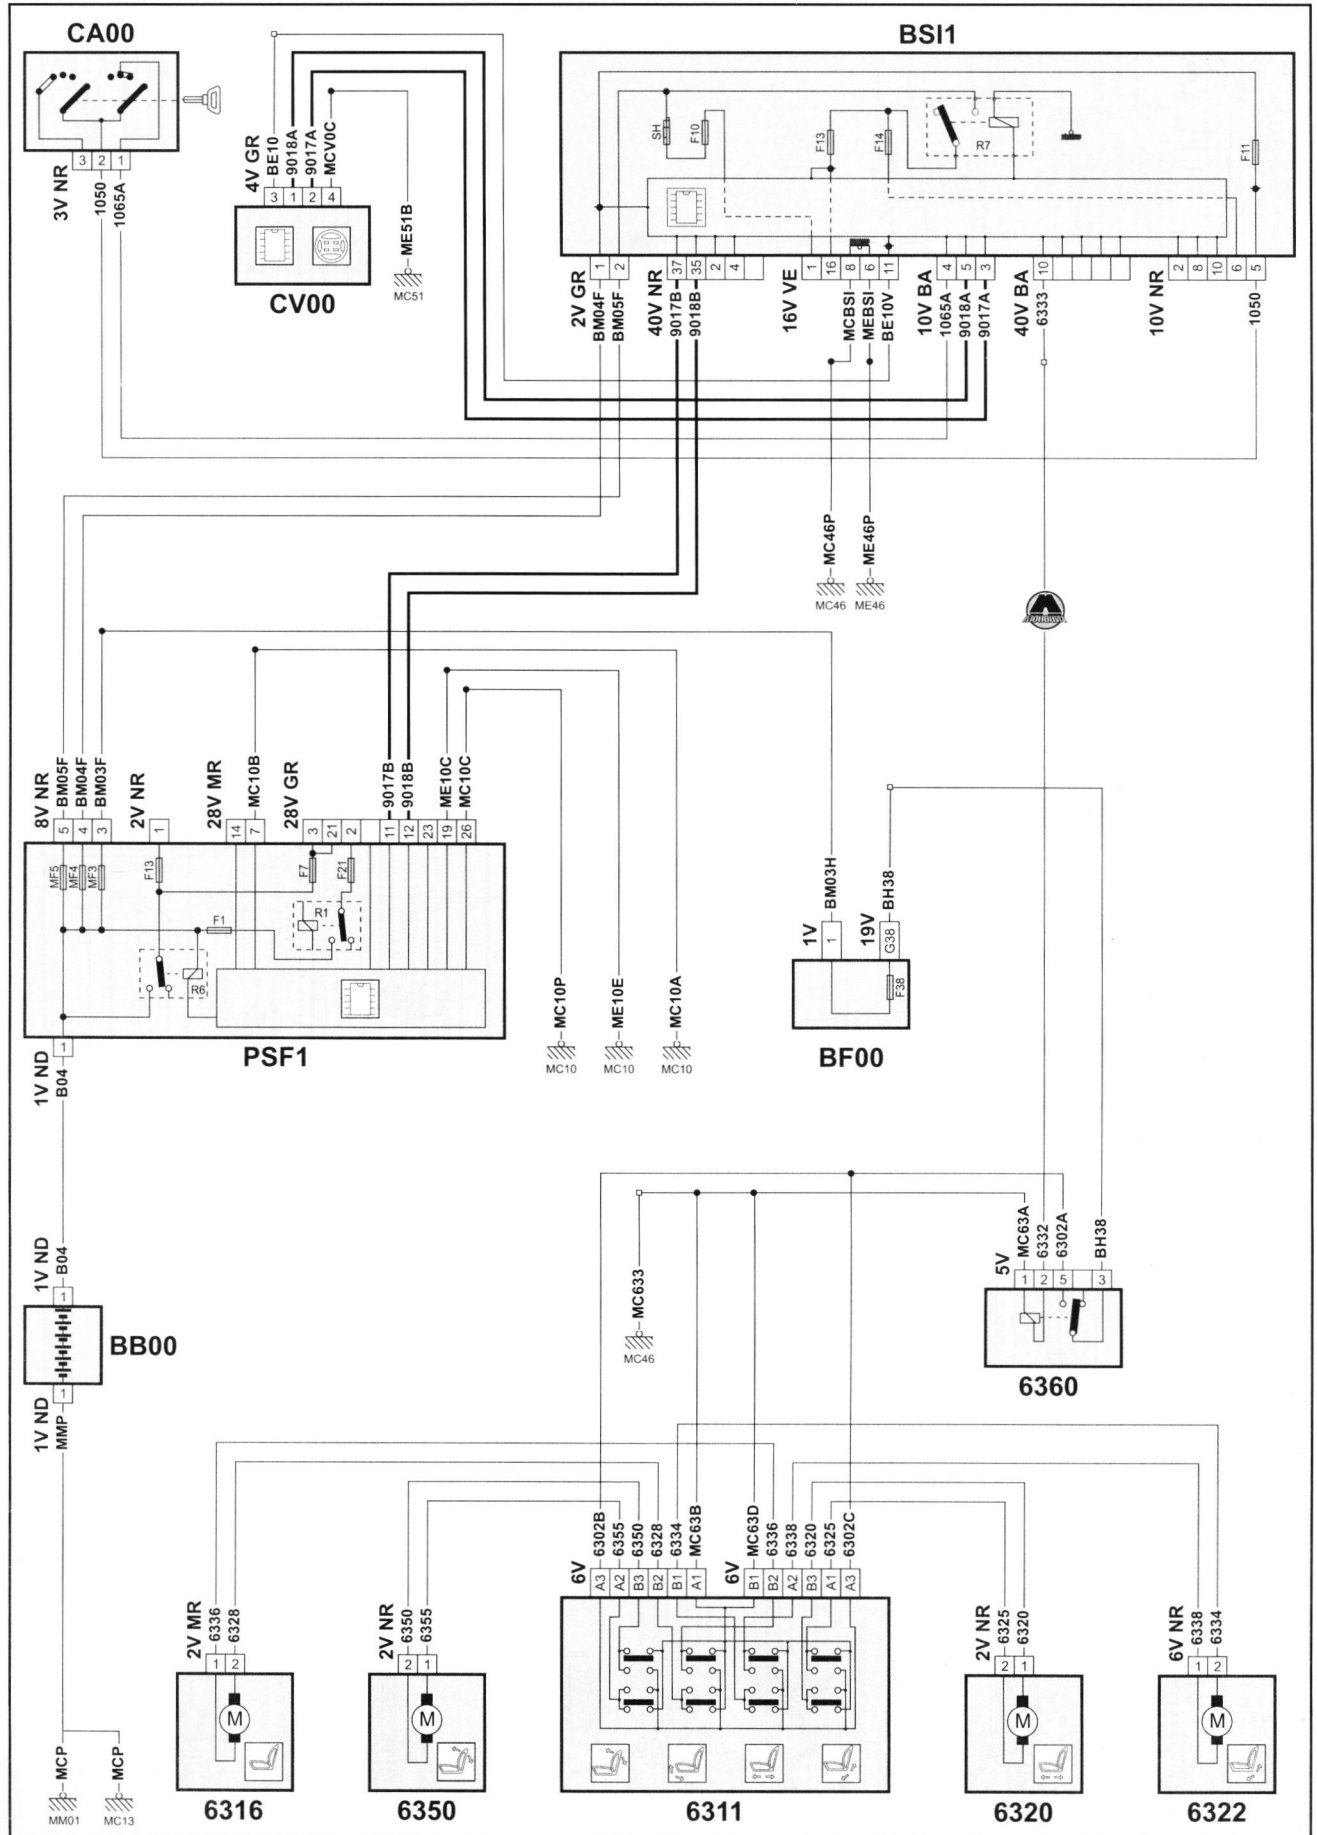 CA00
BSI1
SH
F10
F13
F14
R7
F11
3 2 1
3V NR
1050
1065A
4V GR
BE10
9018A
9017A
MCV0C
3 1 2 4
CV00
ME51B
MC51
1 2 37 35 2 4 1 16 8 6 11 4 5 3 10 2 8 10 6 5
2V GR
BM04F
BM05F
40V NR
9017B
9018B
16V VE
MCBSI
MEBSI
BE10V
10V BA
1065A
9018A
9017A
40V BA
6333
10V NR
1050
MC46P
ME46P
MC46
ME46
8V NR
BM05F
BM04F
BM03F
2V NR
28V MR
MC10B
28V GR
9017B
9018B
ME10C
MC10C
5 4 3 1 14 7 3 21 2 11 12 23 19 26
MF5
MF4
MF3
F13
F7
F21
F1
R1
R6
PSF1
MC10P
ME10E
MC10A
MC10
MC10
MC10
1V
BM03H
19V
BH38
1
G38
F38
BF00
1
1V ND
B04
1V ND
B04
1
BB00
1
1V ND
MMP
MCP
MCP
MM01
MC13
MC633
MC46
5V
MC63A
6332
6302A
BH38
1 2 5 3
6360
6V
6302B
6355
6350
6328
6334
MC63B
6V
MC63D
6336
6338
6320
6325
6302C
A3 A2 B3 B2 B1 A1 B1 B2 A2 B3 A1 A3
6311
2V MR
6336
6328
1 2
M
6316
2V NR
6350
6355
2 1
M
6350
2V NR
6325
6320
2 1
M
6320
6V NR
6338
6334
1 2
M
6322